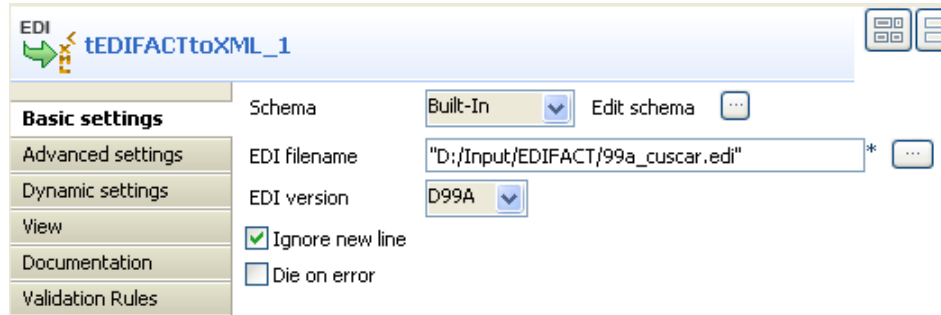 EDI
XML
tEDIFACTtoXML_1
Basic settings
Advanced settings
Dynamic settings
View
Documentation
Validation Rules
Schema Built-In Edit schema ...
EDI filename "D:/Input/EDIFACT/99a_cuscar.edi" * ...
EDI version D99A
Ignore new line
Die on error